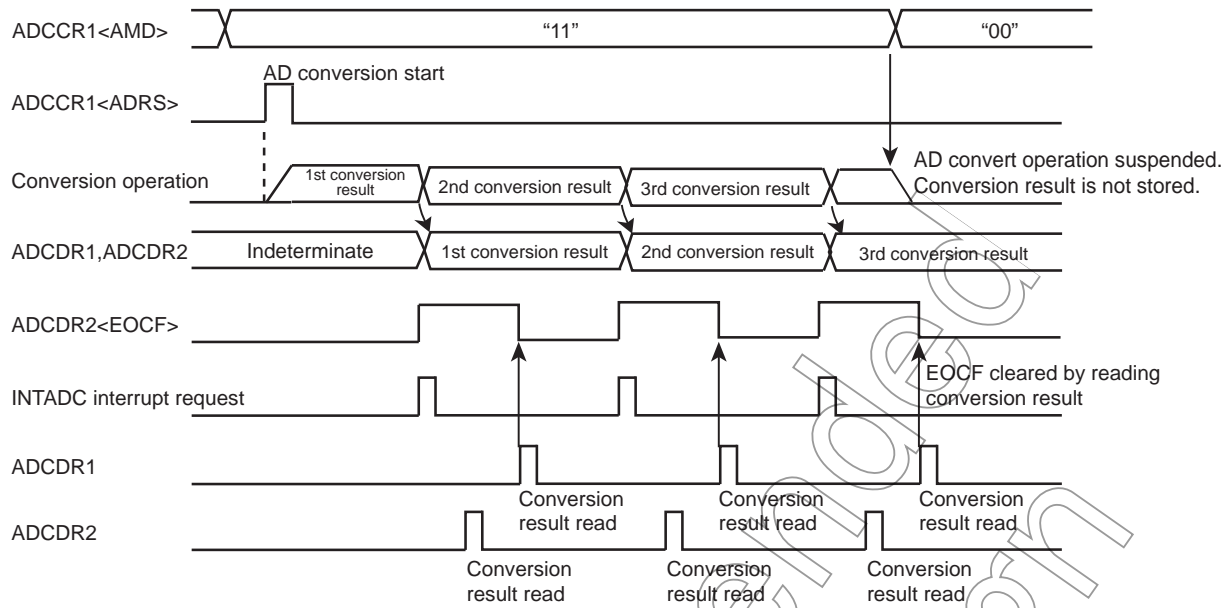 ADCCR1<AMD>
“11”
“00”
AD conversion start
ADCCR1<ADRS>
Conversion operation
1st conversion
result
2nd conversion result
3rd conversion result
AD convert operation suspended.
Conversion result is not stored.
ADCDR1,ADCDR2
Indeterminate
1st conversion result
2nd conversion result
3rd conversion result
ADCDR2<EOCF>
EOCF cleared by reading
conversion result
INTADC interrupt request
ADCDR1
Conversion
result read
Conversion
result read
Conversion
result read
ADCDR2
Conversion
result read
Conversion
result read
Conversion
result read